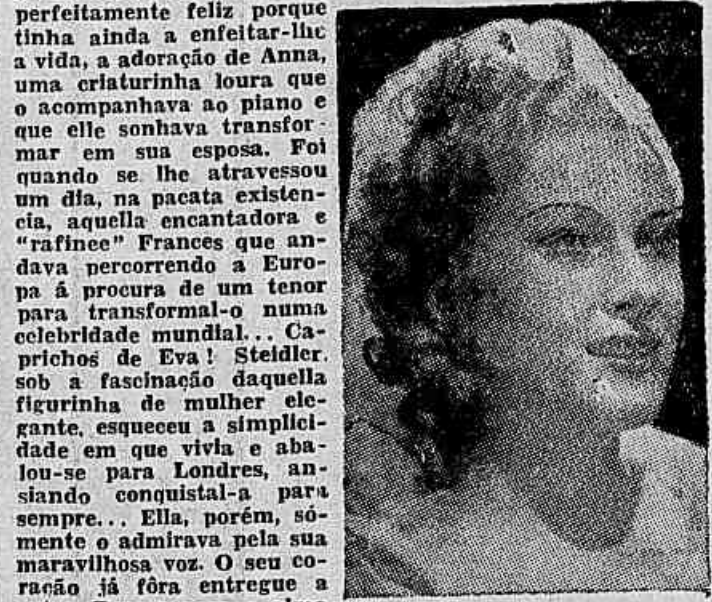 perfeitamente feliz porque
tinha ainda a enfeitar-lhe
a vida, a adoração de Anna,
uma criaturinha loura que
o acompanhava ao piano e
que elle sonhava transfor-
mar em sua esposa. Foi
quando se lhe atravessou
um dia, na pacata existen-
cia, aquella encantadora e
"rafinee" Frances que an-
dava percorrendo a Euro-
pa á procura de um tenor
para transformal-o numa
celebridade mundial... Ca-
prichos de Eva! Steidler.
sob a fascinação daquella
figurinha de mulher ele-
gante, esqueceu a simplici-
dade em que vivia e aba-
lou-se para Londres, an-
siando conquistal-a para
sempre... Ella, porém, só-
mente o admirava pela sua
maravilhosa voz. O seu co-
ração já fôra entregue a